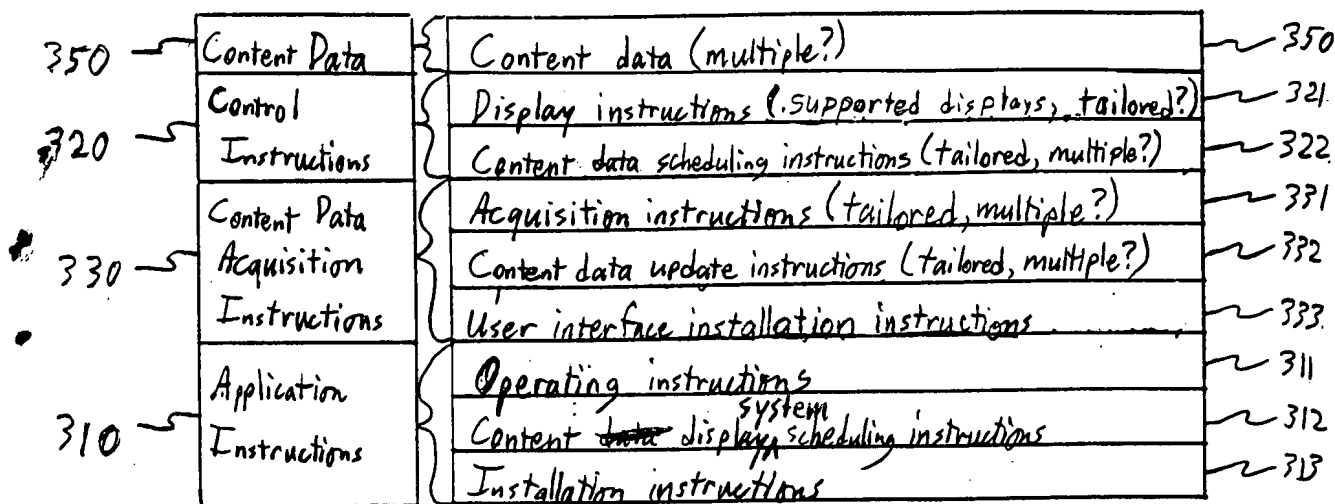 350 Content Data Content data (multiple?) 350
Control Display instructions (supported displays, tailored?) 321
320 Instructions Content data scheduling instructions (tailored, multiple?) 322
Content Data Acquisition instructions (tailored, multiple?) 331
330 Acquisition Content data update instructions (tailored, multiple?) 332
Instructions User interface installation instructions 333
Application Operating instructions 311
310 Instructions Content display system scheduling instructions 312
Installation instructions 313